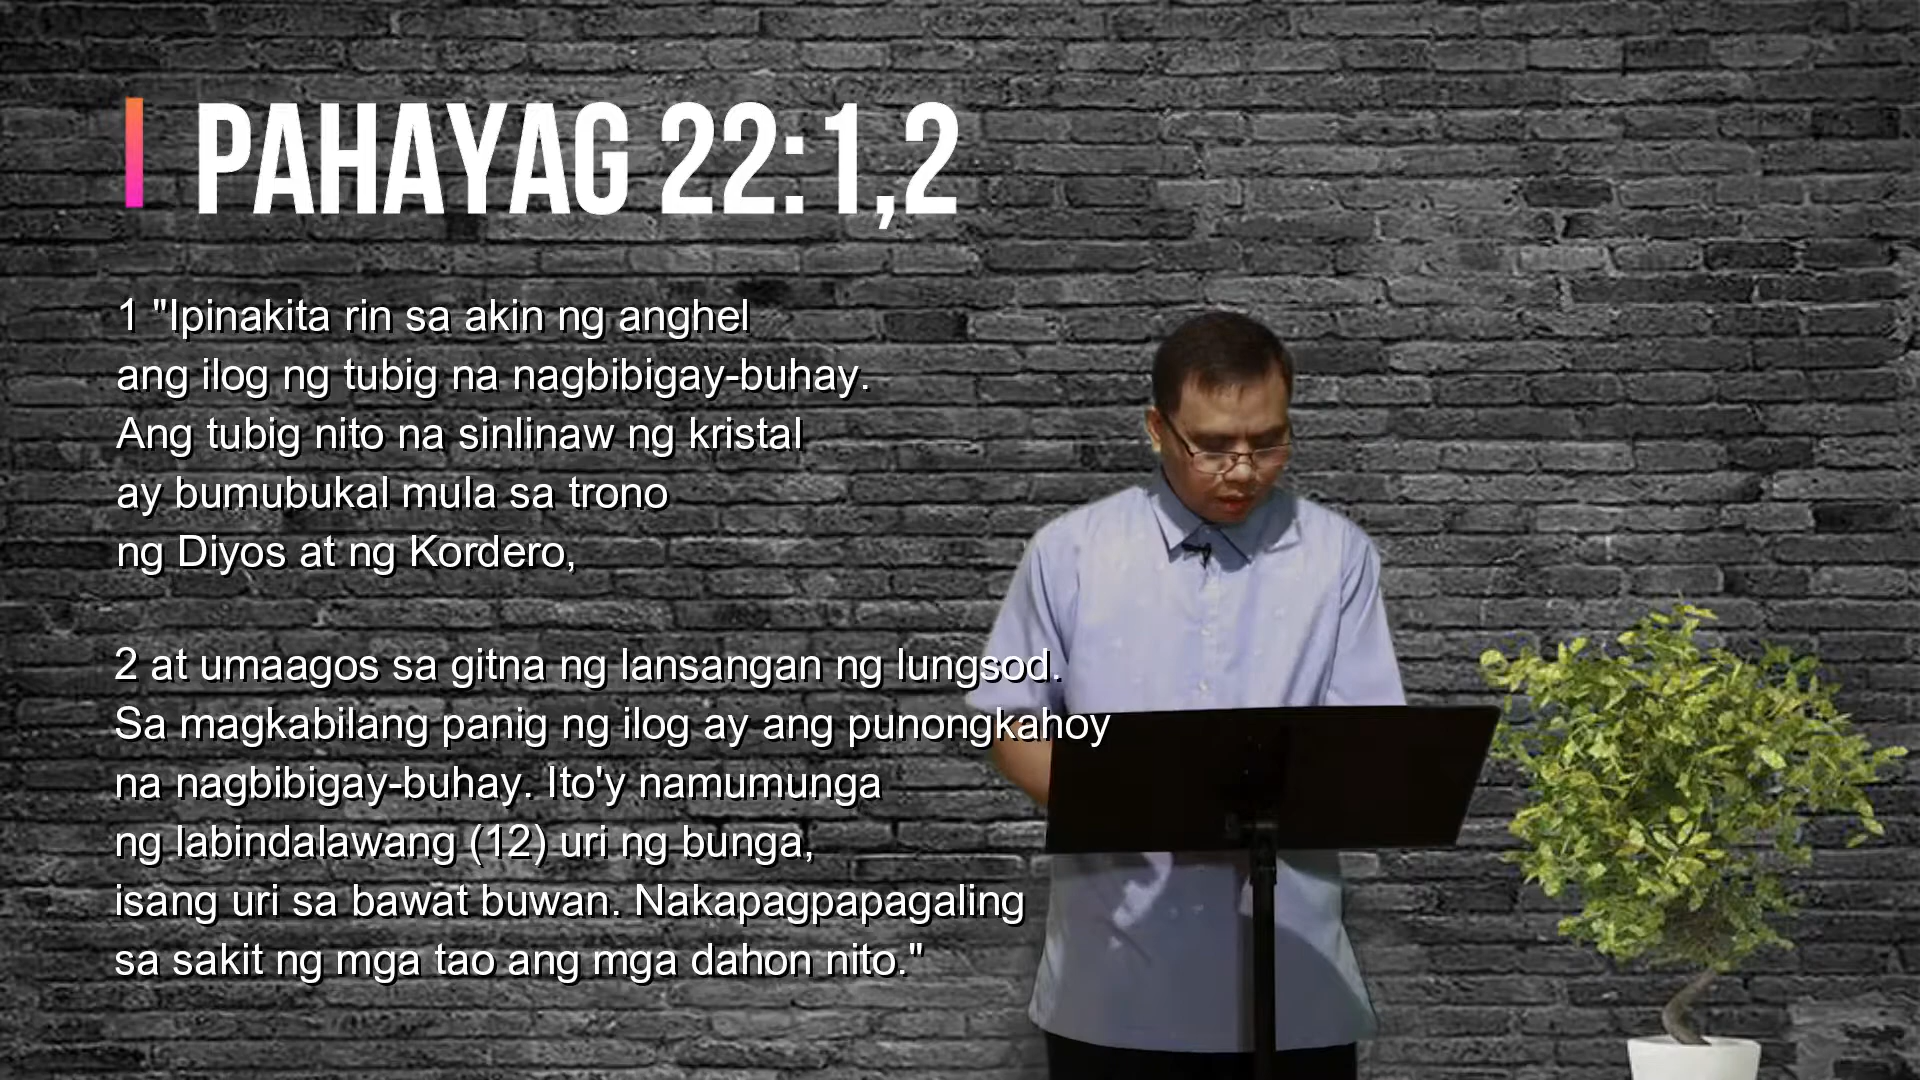 PAHAYAG 22:1,2
1 "Ipinakita rin sa akin ng anghel
ang ilog ng tubig na nagbibigay-buhay.
Ang tubig nito na sinlinaw ng kristal
ay bumubukal mula sa trono
ng Diyos at ng Kordero,
2 at umaagos sa gitna ng lansangan ng lungsod.
Sa magkabilang panig ng ilog ay ang punongkahoy
na nagbibigay-buhay. Ito'y namumunga
ng labindalawang (12) uri ng bunga,
isang uri sa bawat buwan. Nakapagpapagaling
sa sakit ng mga tao ang mga dahon nito."